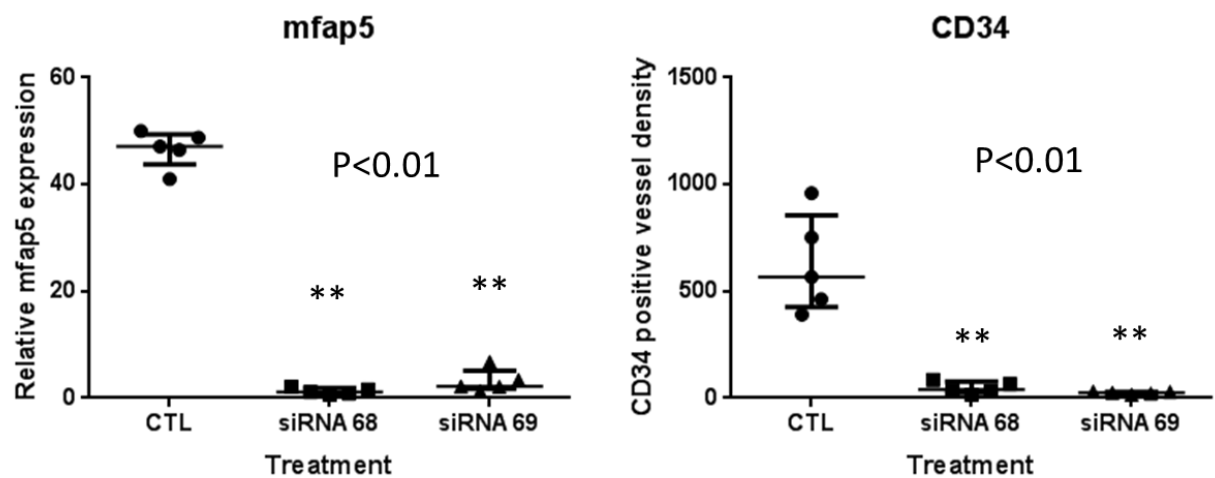 mfap5
Relative mfap5 expression
60
40
20
0
P<0.01
**
**
CTL
siRNA 68
siRNA 69
Treatment
CD34
CD34 positive vessel density
1500
1000
500
0
P<0.01
**
**
CTL
siRNA 68
siRNA 69
Treatment